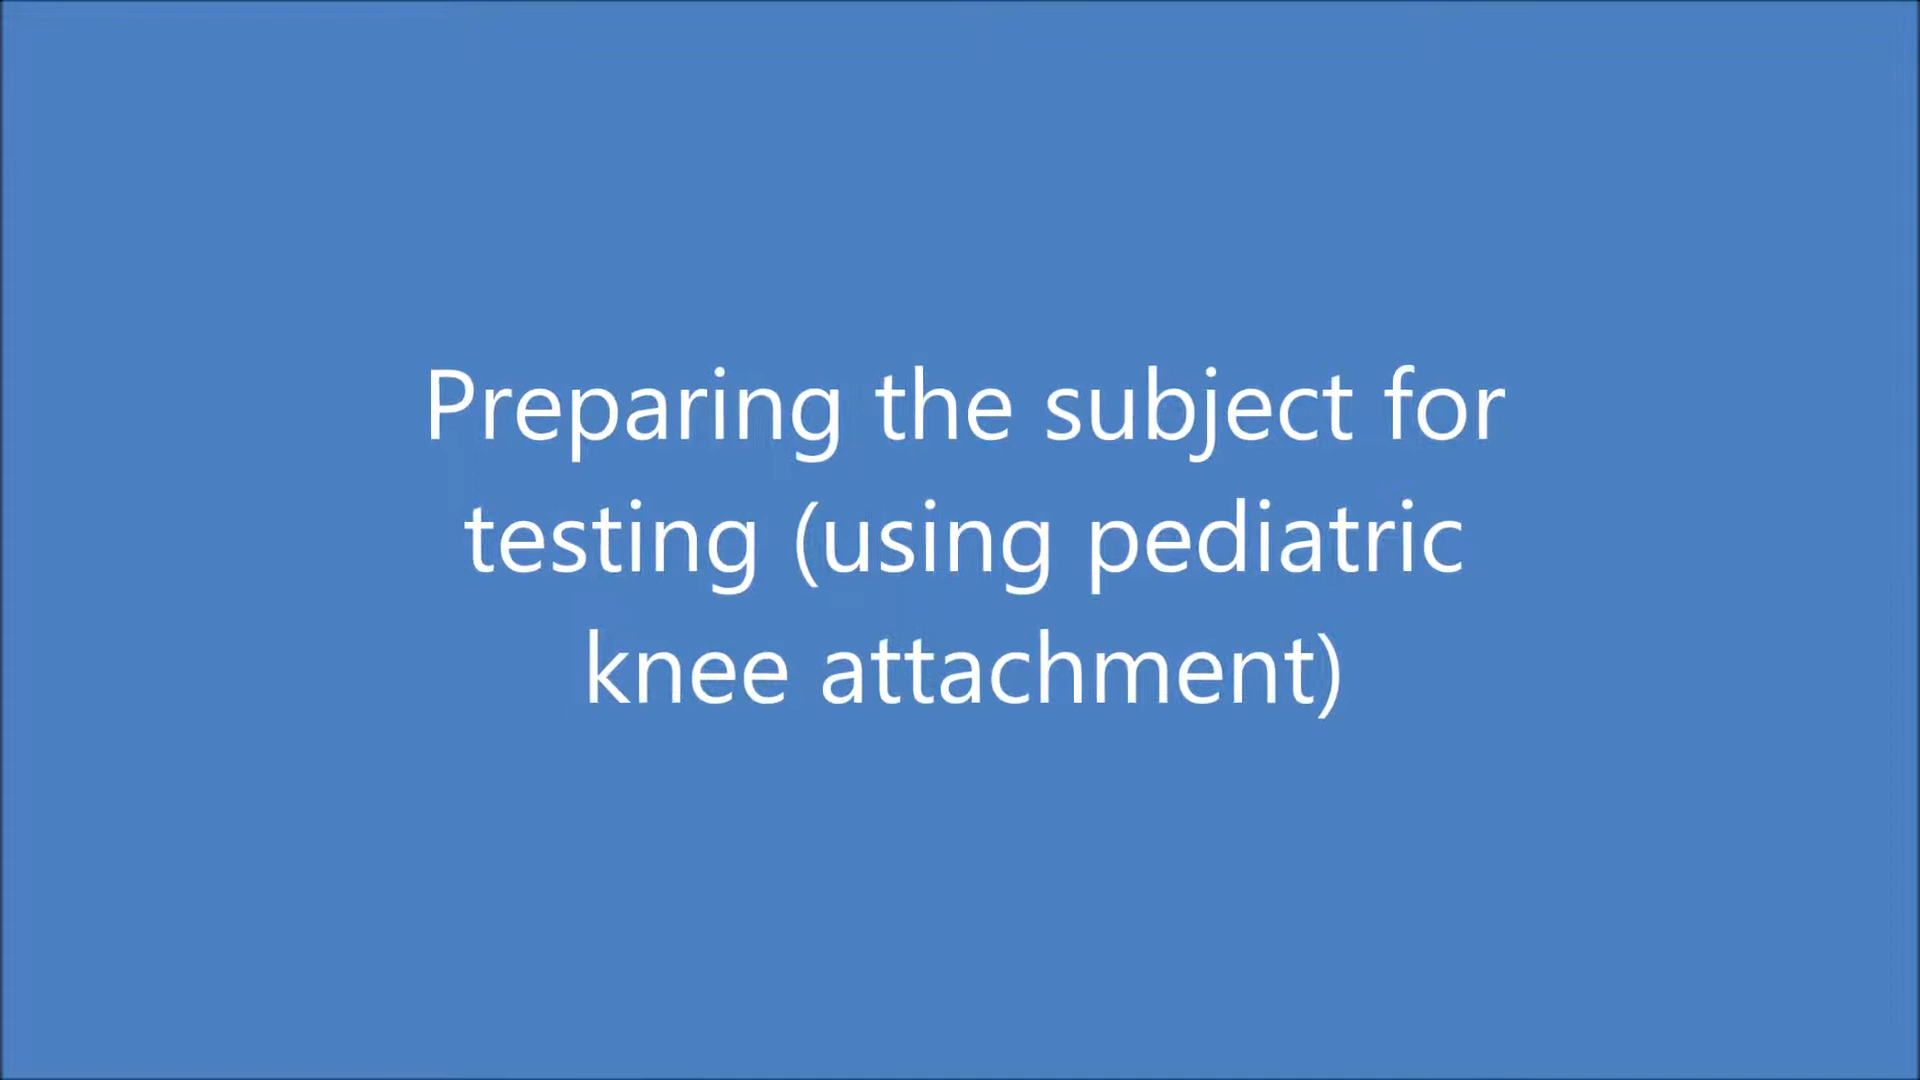 Preparing the subject for
testing (using pediatric
knee attachment)